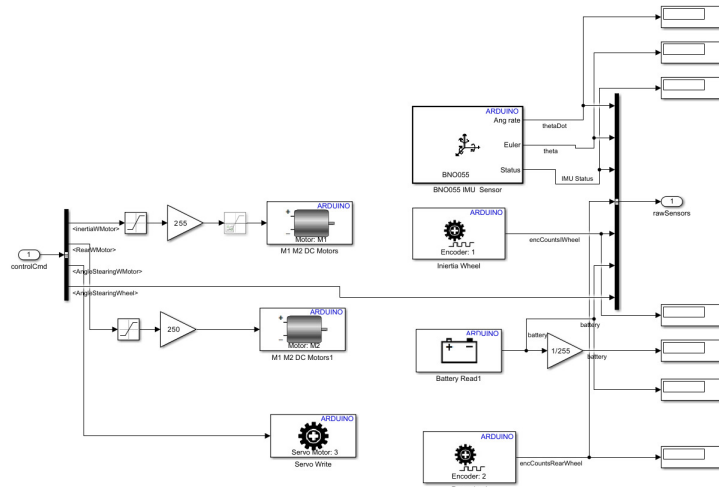 ARDUINO
Ang rate
thetaDot
Euler
theta
BNO055
Status
IMU Status
BNO055 IMU  Sensor
1
rawSensors
<inertiaWMotor>
255
ARDUINO
Motor: M1
M1 M2 DC Motors
ARDUINO
Encoder: 1
encCountsIWheel
Iniertia Wheel
1
controlCmd
<RearWMotor>
<AngleStearingWMotor>
<AngleStearingWheel>
250
ARDUINO
Motor: M2
M1 M2 DC Motors1
ARDUINO
battery
battery
1/255
battery
Battery Read1
ARDUINO
Servo Motor: 3
Servo Write
ARDUINO
Encoder: 2
encCountsRearWheel